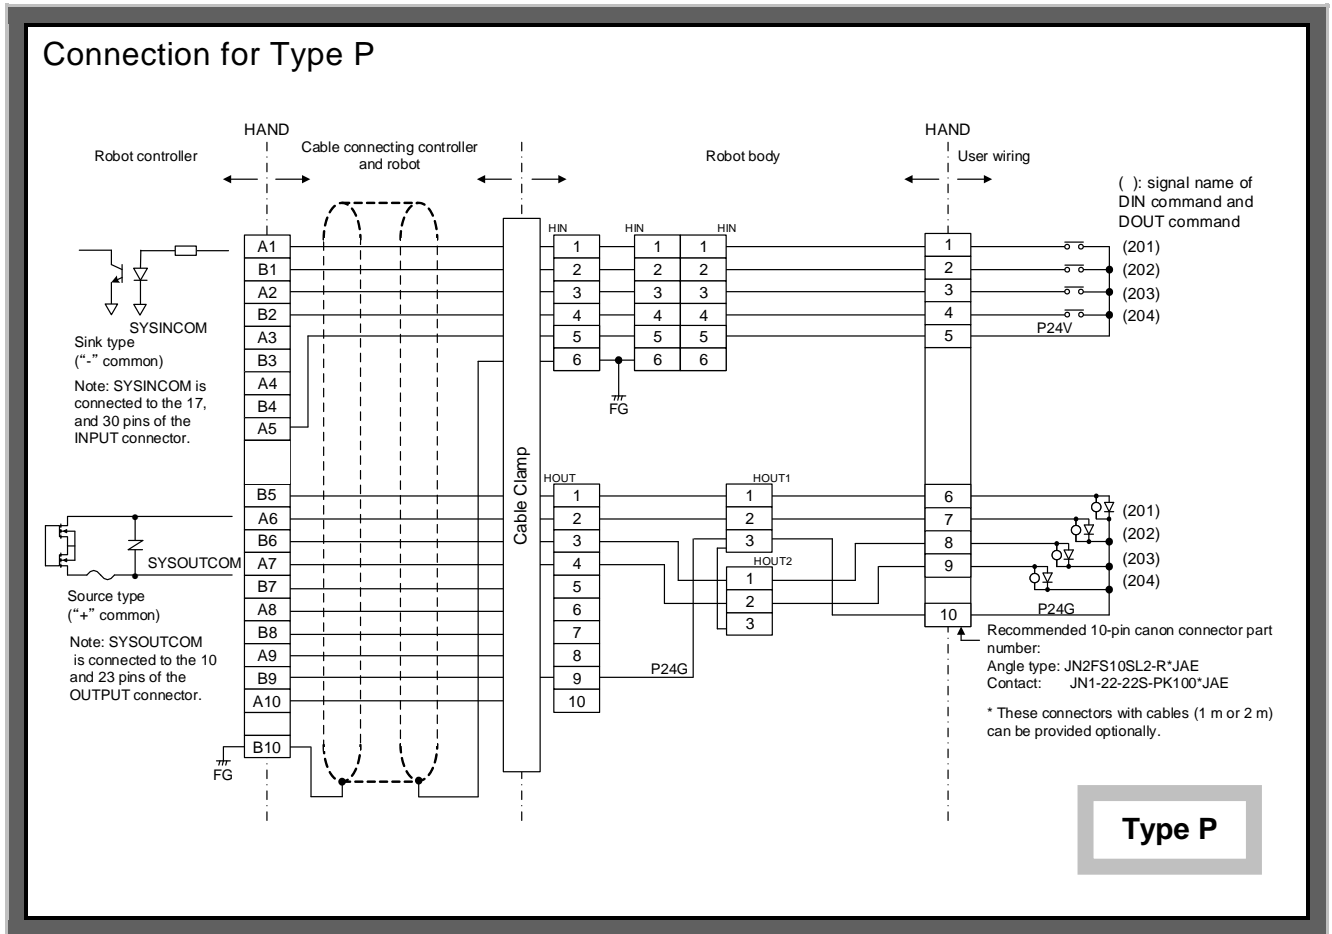 Connection for Type P
HAND
Robot controller
Cable connecting controller
and robot
Robot body
HAND
User wiring
( ): signal name of
DIN command and
DOUT command
A1
B1
A2
B2
A3
B3
A4
B4
A5
B5
A6
B6
A7
B7
A8
B8
A9
B9
A10
B10
FG
SYSINCOM
Sink type
(“-” common)
Note: SYSINCOM is
connected to the 17,
and 30 pins of the
INPUT connector.
SYSOUTCOM
Source type
(“+” common)
Note: SYSOUTCOM
is connected to the 10
and 23 pins of the
OUTPUT connector.
Cable Clamp
HIN
1
2
3
4
5
6
HIN
1
2
3
4
5
6
HIN
1
2
3
4
5
6
FG
HOUT
1
2
3
4
5
6
7
8
9
10
P24G
HOUT1
1
2
3
HOUT2
1
2
3
1
2
3
4
5
6
7
8
9
10
(201)
(202)
(203)
(204)
P24V
(201)
(202)
(203)
(204)
P24G
Recommended 10-pin canon connector part
number:
Angle type: JN2FS10SL2-R*JAE
Contact: JN1-22-22S-PK100*JAE
* These connectors with cables (1 m or 2 m)
can be provided optionally.
Type P